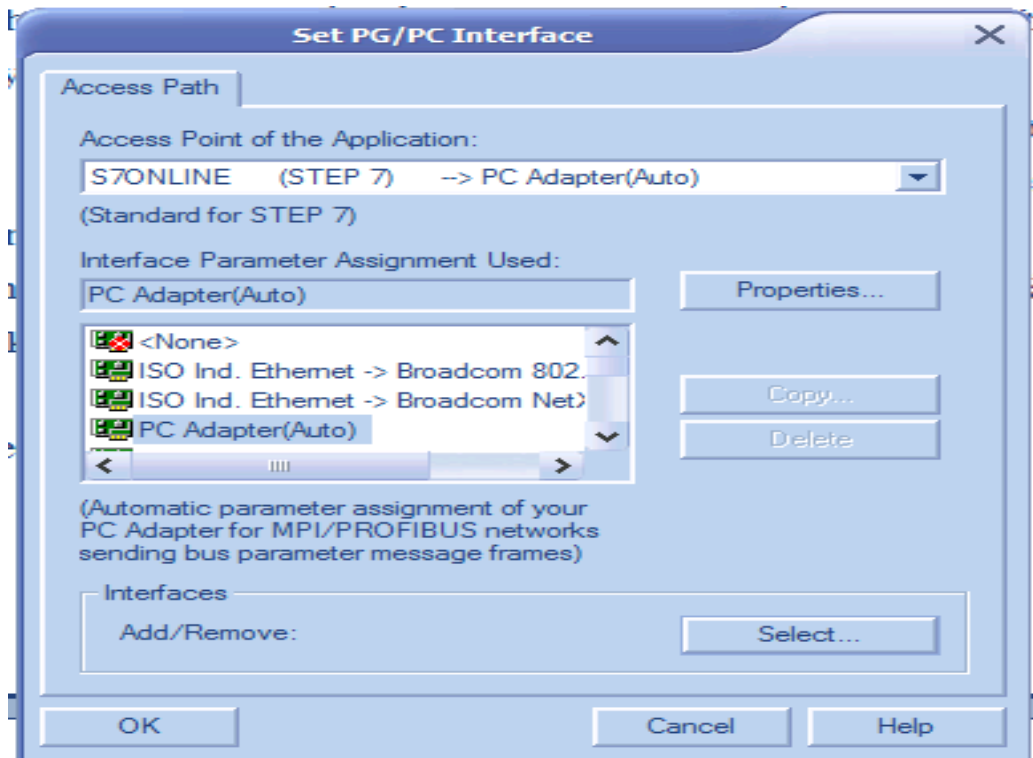 Set PG/PC Interface
Access Path
Access Point of the Application:
S7ONLINE (STEP 7) --> PC Adapter(Auto)
(Standard for STEP 7)
Interface Parameter Assignment Used:
PC Adapter(Auto)
Properties...
<None>
ISO Ind. Ethernet -> Broadcom 802.
ISO Ind. Ethernet -> Broadcom NetX
Copy...
PC Adapter(Auto)
Delete
(Automatic parameter assignment of your
PC Adapter for MPI/PROFIBUS networks
sending bus parameter message frames)
Interfaces
Add/Remove:
Select...
OK
Cancel
Help